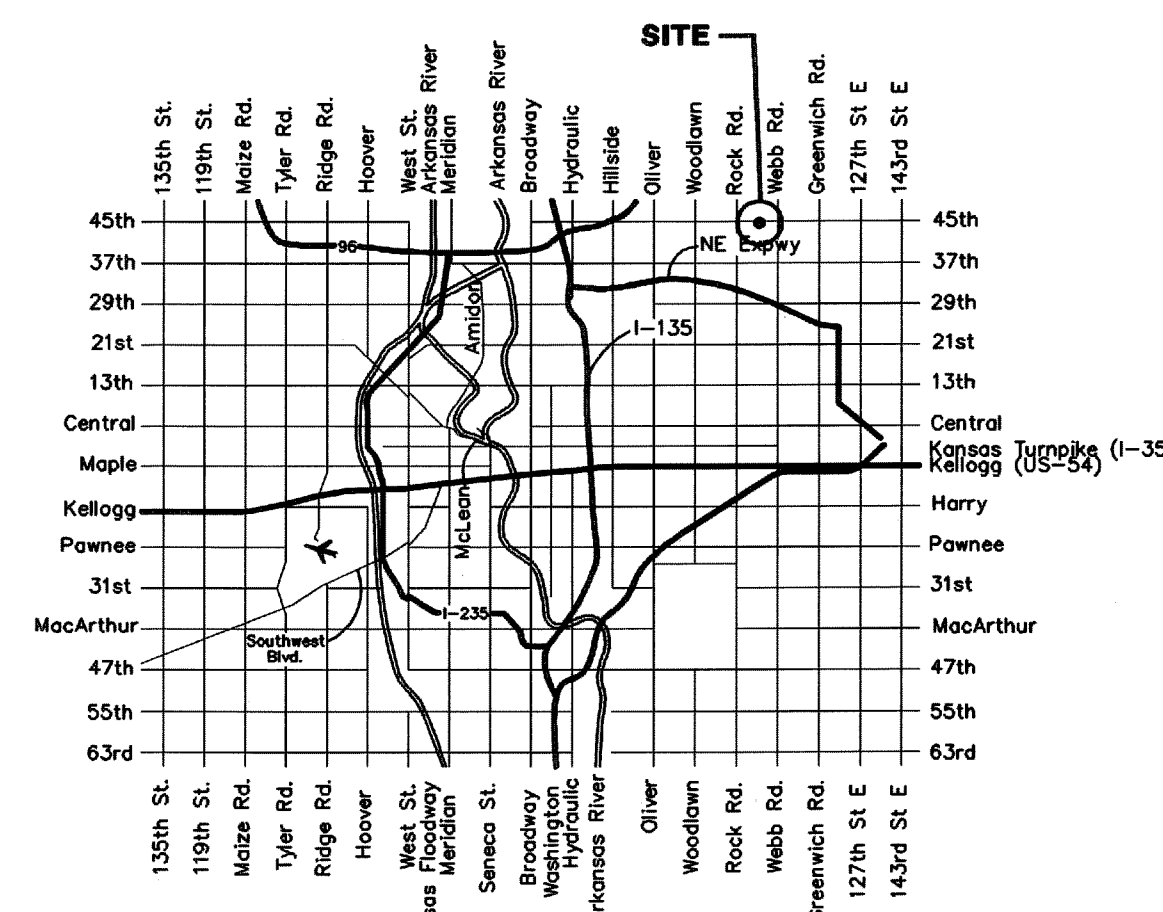 SITE
135th St.
119th St.
Maize Rd.
Tyler Rd.
Ridge Rd.
Hoover
West St.
Arkansas River
Meridian
Arkansas River
Broadway
Hydraulic
Hillside
Oliver
Woodlawn
Rock Rd.
Webb Rd.
Greenwich Rd.
127th St E
143rd St E
45th
45th
96
NE Expwy
37th
37th
29th
29th
Amidon
I-135
21st
21st
13th
13th
Central
Central
Kansas Turnpike (I-35
Maple
Kellogg (US-54)
Kellogg
Harry
McLean
Pawnee
Pawnee
31st
31st
I-235
MacArthur
MacArthur
Southwest
Blvd.
47th
47th
55th
55th
63rd
63rd
135th St.
119th St.
Maize Rd.
Tyler Rd.
Ridge Rd.
Hoover
West St.
sas Floodway
Meridian
Seneca St.
Broadway
Washington
Hydraulic
rkansas River
Oliver
Woodlawn
Rock Rd.
Webb Rd.
Greenwich Rd.
127th St E
143rd St E